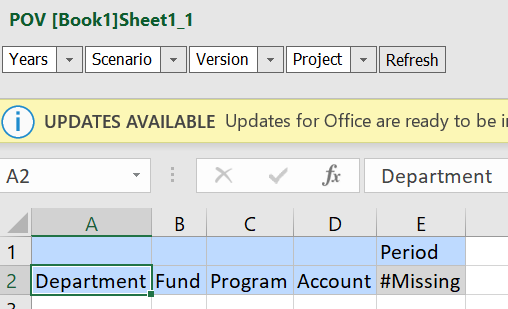 POV [Book1]Sheet1_1
Years Scenario Version Project Refresh
UPDATES AVAILABLE Updates for Office are ready to be
A2 fx Department
A B C D E
1 Period
2 Department Fund Program Account #Missing